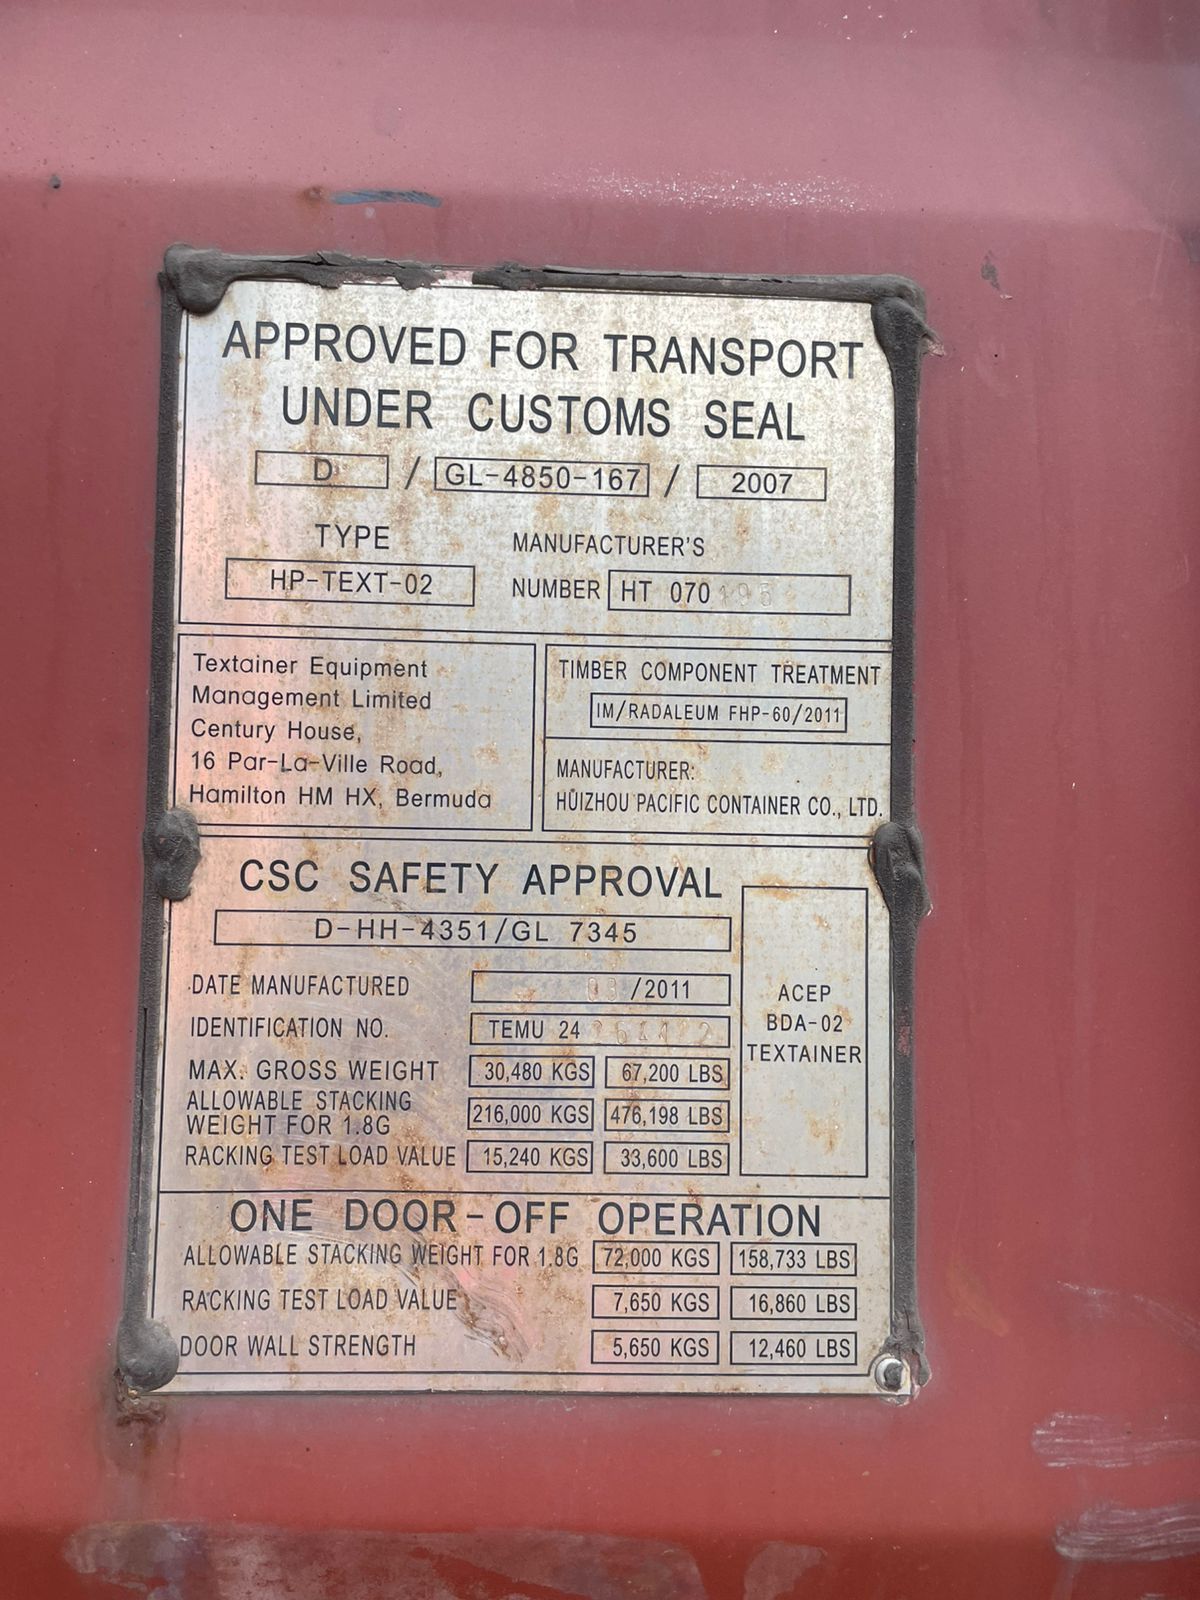 APPROVED FOR TRANSPORT
UNDER CUSTOMS SEAL
D / GL-4850-167 / 2007
TYPE
HP-TEXT-02
MANUFACTURER'S
NUMBER HT 070
Textainer Equipment
Management Limited
Century House,
16 Par-La-Ville Road,
Hamilton HM HX, Bermuda
TIMBER COMPONENT TREATMENT
IM/RADALEUM FHP-60/2011
MANUFACTURER:
HUIZHOU PACIFIC CONTAINER CO., LTD.
CSC SAFETY APPROVAL
D-HH-4351/GL 7345
DATE MANUFACTURED 03/2011
IDENTIFICATION NO. TEMU 24
MAX. GROSS WEIGHT 30,480 KGS 67,200 LBS
ALLOWABLE STACKING
WEIGHT FOR 1.8G 216,000 KGS 476,198 LBS
RACKING TEST LOAD VALUE 15,240 KGS 33,600 LBS
ACEP
BDA-02
TEXTAINER
ONE DOOR-OFF OPERATION
ALLOWABLE STACKING WEIGHT FOR 1.8G 72,000 KGS 158,733 LBS
RACKING TEST LOAD VALUE 7,650 KGS 16,860 LBS
DOOR WALL STRENGTH 5,650 KGS 12,460 LBS